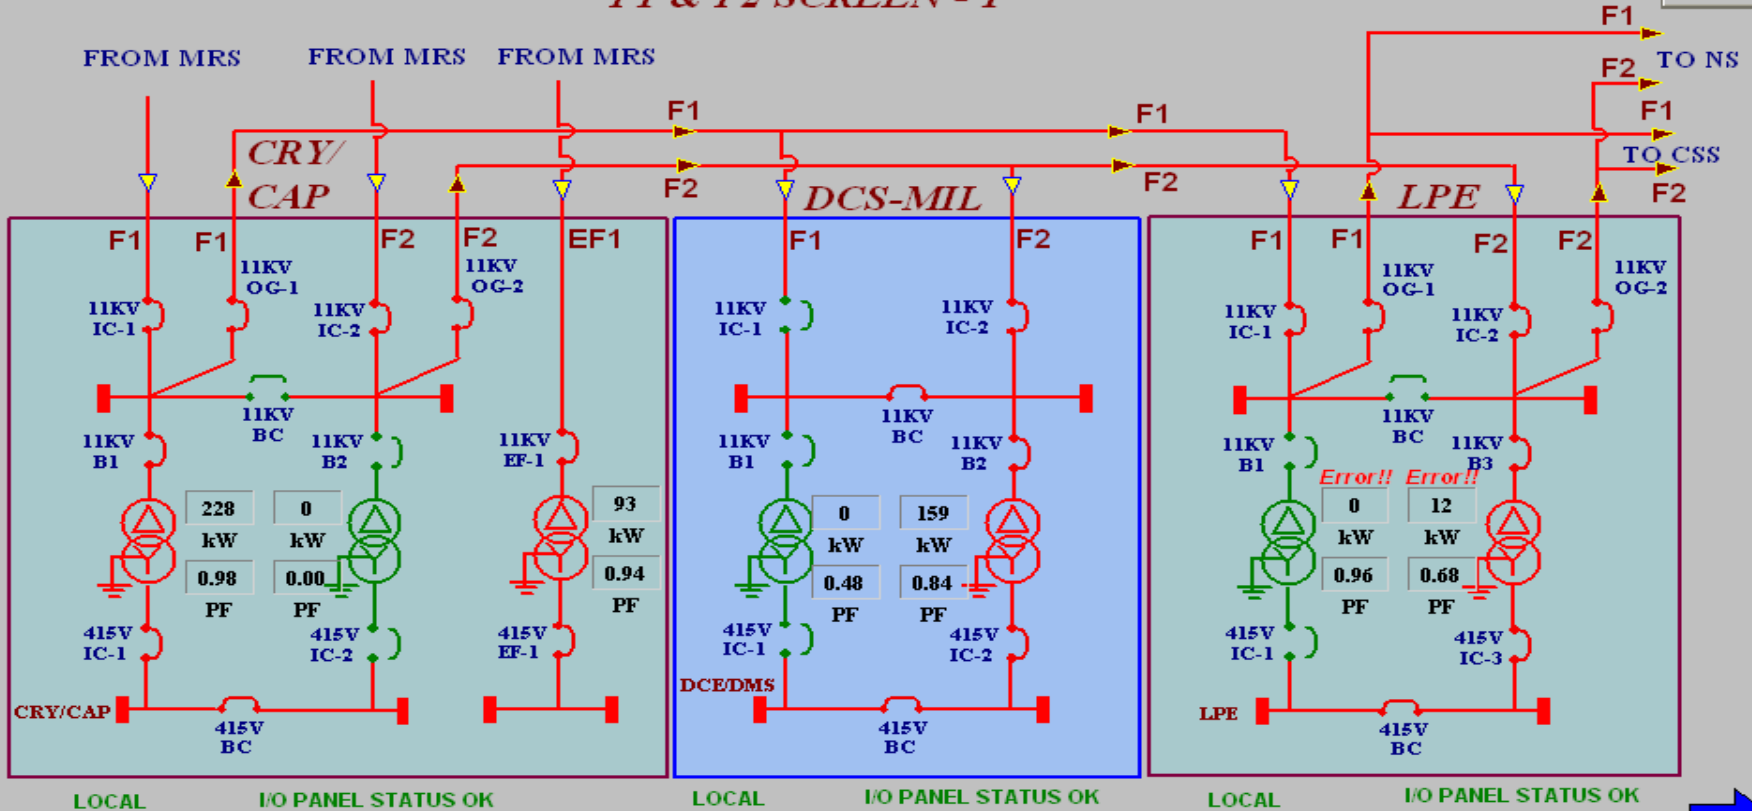 F1 & F2 SCREEN - 1
FROM MRS
FROM MRS
FROM MRS
F1
TO NS
F2
F1
F1
F1
TO CSS
F2
CRY/
CAP
F2
F2
DCS-MIL
LPE
F1
F1
F2
F2
EF1
F1
F2
F1
F1
F2
F2
11KV
OG-1
11KV
OG-2
11KV
OG-1
11KV
OG-2
11KV
IC-1
11KV
IC-2
11KV
IC-1
11KV
IC-2
11KV
IC-1
11KV
IC-2
11KV
BC
11KV
BC
11KV
BC
11KV
B1
11KV
B2
11KV
EF-1
11KV
B1
11KV
B2
11KV
B1
11KV
B3
Error!!
Error!!
228
kW
0.98
PF
0
kW
0.00
PF
93
kW
0.94
PF
0
kW
0.48
PF
159
kW
0.84
PF
0
kW
0.96
PF
12
kW
0.68
PF
415V
IC-1
415V
IC-2
415V
EF-1
415V
IC-1
415V
IC-2
415V
IC-1
415V
IC-3
CRY/CAP
DCE/DMS
LPE
415V
BC
415V
BC
415V
BC
LOCAL
I/O PANEL STATUS OK
LOCAL
I/O PANEL STATUS OK
LOCAL
I/O PANEL STATUS OK